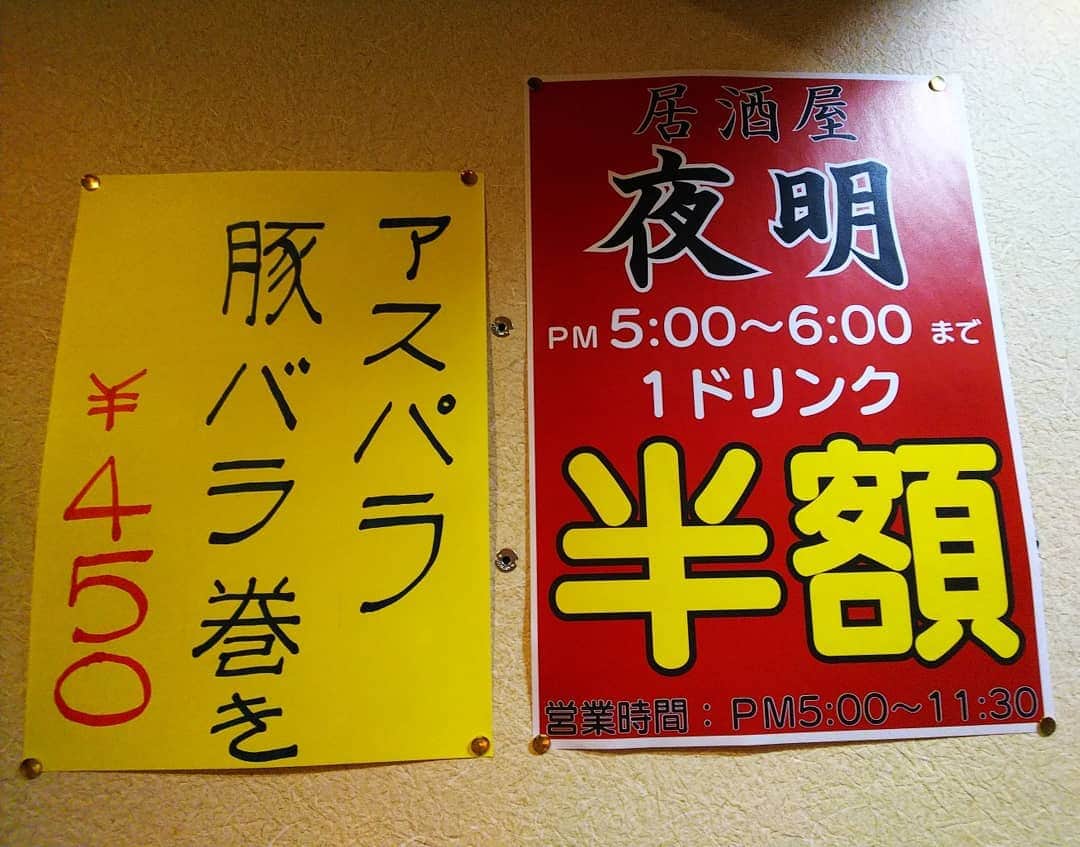 アスパラ
豚バラ巻き
¥450
居酒屋
夜明
PM 5:00～6:00 まで
1ドリンク
半額
営業時間：PM5:00～11:30